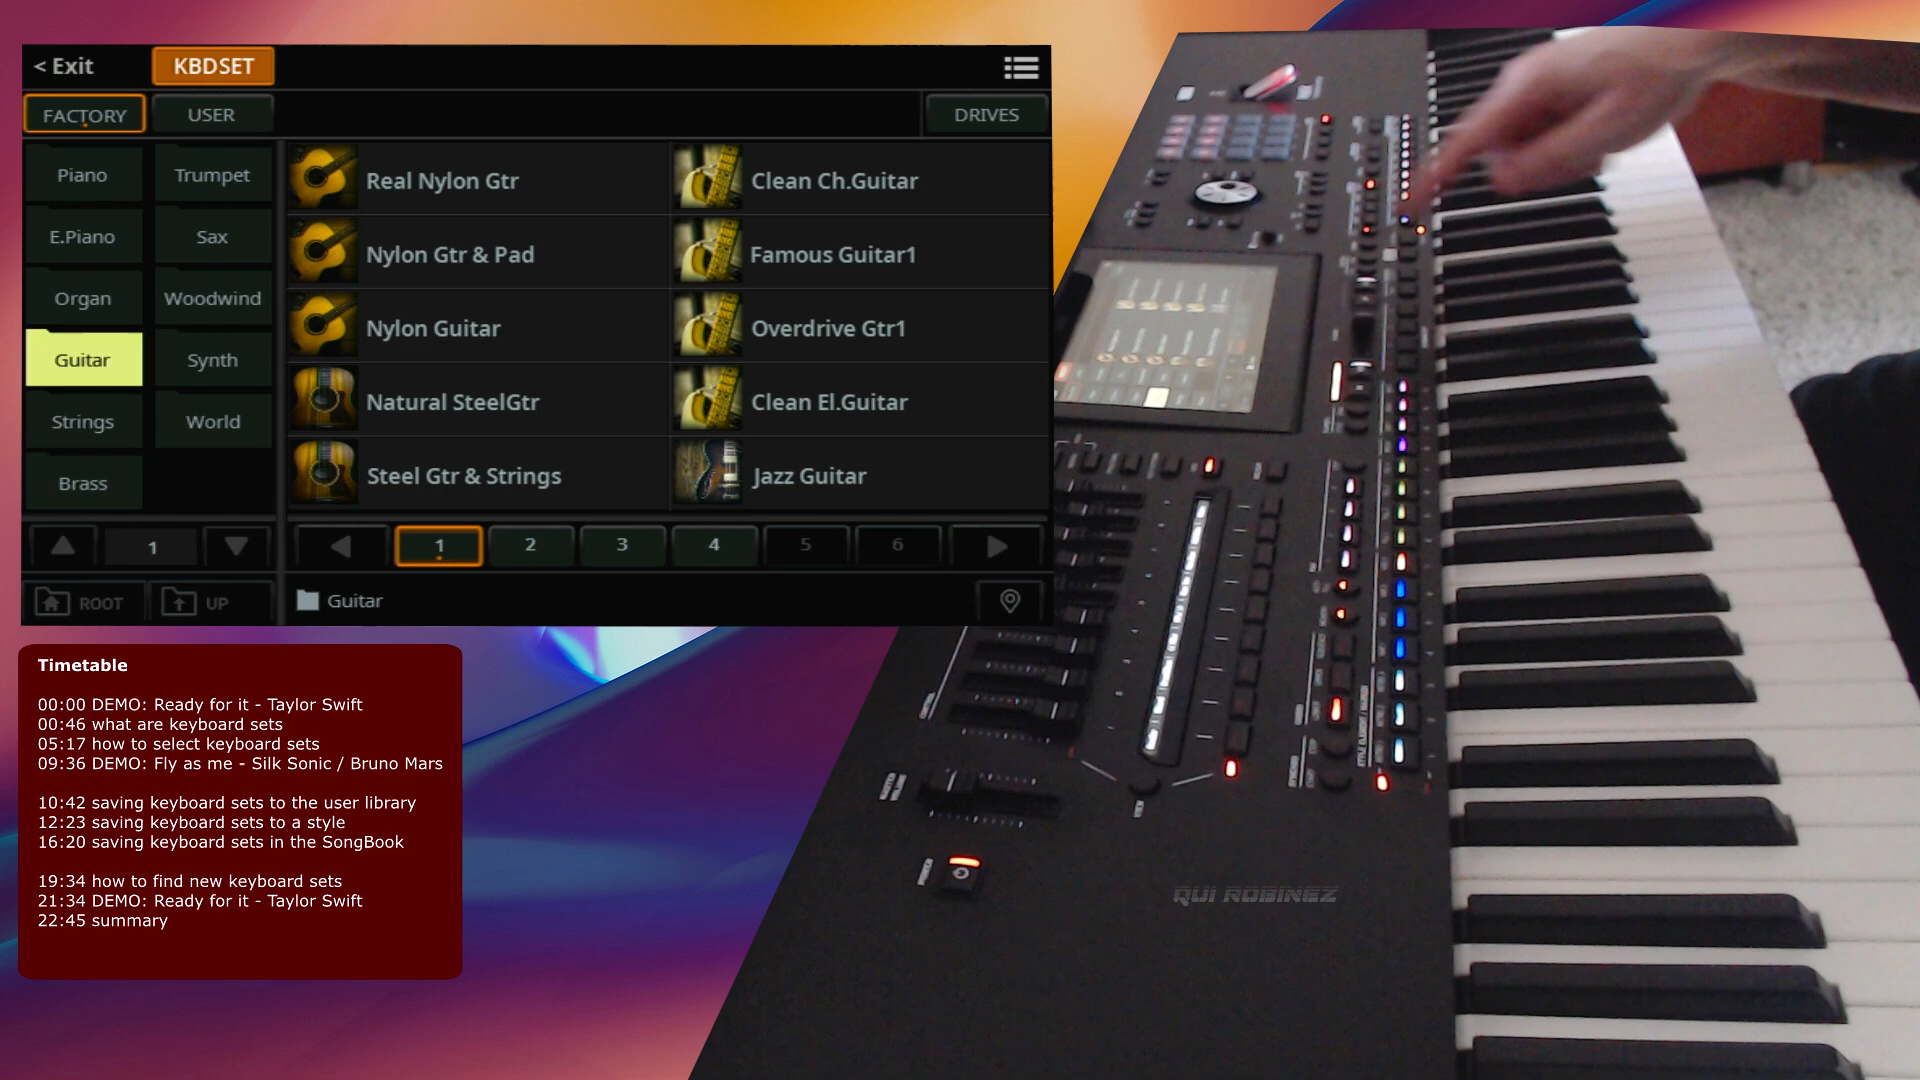 < Exit
KBDSET
FACTORY
USER
DRIVES
Piano
Trumpet
E.Piano
Sax
Organ
Woodwind
Guitar
Synth
Strings
World
Brass
Real Nylon Gtr
Clean Ch.Guitar
Nylon Gtr & Pad
Famous Guitar1
Nylon Guitar
Overdrive Gtr1
Natural SteelGtr
Clean El.Guitar
Steel Gtr & Strings
Jazz Guitar
1
1
2
3
4
5
6
ROOT
UP
Guitar
Timetable
00:00 DEMO: Ready for it - Taylor Swift
00:46 what are keyboard sets
05:17 how to select keyboard sets
09:36 DEMO: Fly as me - Silk Sonic / Bruno Mars
10:42 saving keyboard sets to the user library
12:23 saving keyboard sets to a style
16:20 saving keyboard sets in the SongBook
19:34 how to find new keyboard sets
21:34 DEMO: Ready for it - Taylor Swift
22:45 summary
QUI ROBINEZ